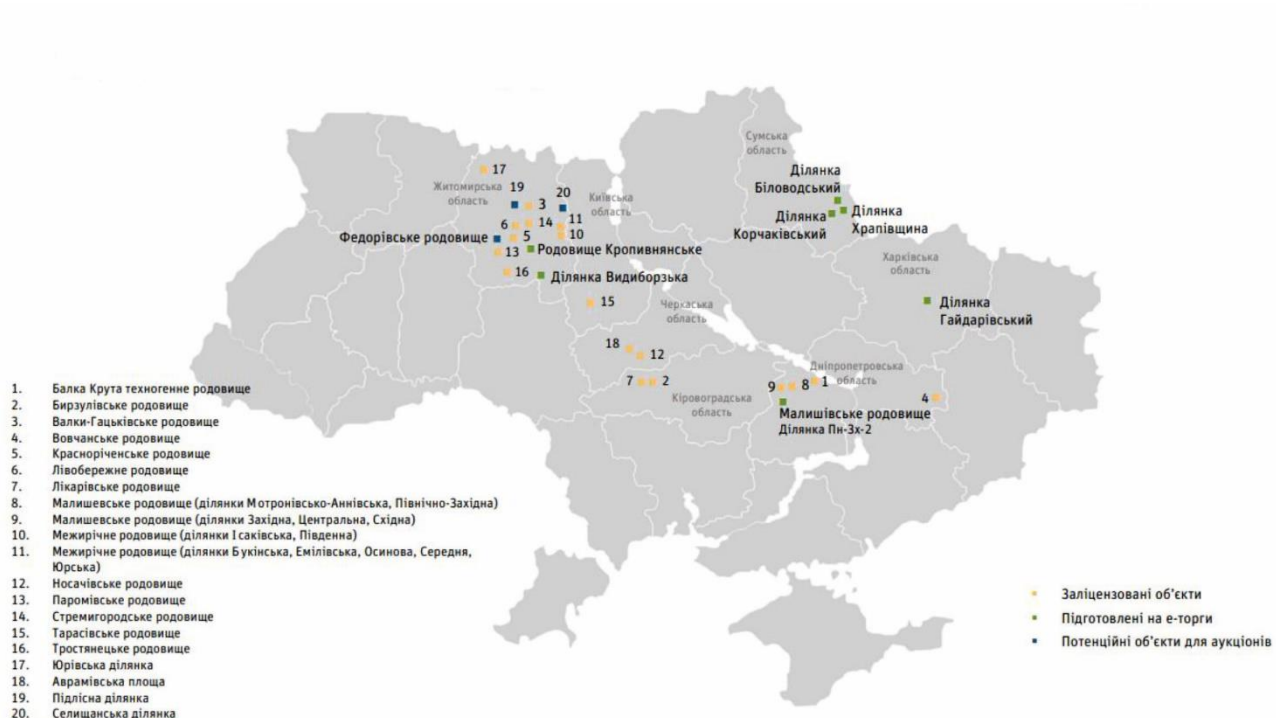 Сумська
область
Ділянка
Біловодський
17
Житомирська
область
19
20
Київська
область
3
6
14
11
10
Ділянка
Корчаківський
Ділянка
Храпівщина
Федорівське родовище
5
Родовище Кропивнянське
13
16
Ділянка Видиборзька
Харківська
область
Ділянка
Гайдарівський
15
Черкаська
область
18
12
7
2
Кіровоградська
область
Дніпропетровська
область
9
8
1
4
Малишівське родовище
Ділянка Пн-Зх-2
1. Балка Крута техногенне родовище
2. Бирзулівське родовище
3. Валки-Гацьківське родовище
4. Вовчанське родовище
5. Красноріченське родовище
6. Лівобережне родовище
7. Лікарівське родовище
8. Малишевське родовище (ділянки Мотронівсько-Аннівська, Північно-Західна)
9. Малишевське родовище (ділянки Західна, Центральна, Східна)
10. Межирічне родовище (ділянки Ісаківська, Південна)
11. Межирічне родовище (ділянки Букінська, Емілівська, Осинова, Середня,
Юрська)
12. Носачівське родовище
13. Паромівське родовище
14. Стремигородське родовище
15. Тарасівське родовище
16. Тростянецьке родовище
17. Юрівська ділянка
18. Аврамівська площа
19. Підлісна ділянка
20. Селищанська ділянка
Заліцензовані об'єкти
Підготовлені на е-торги
Потенційні об'єкти для аукціонів